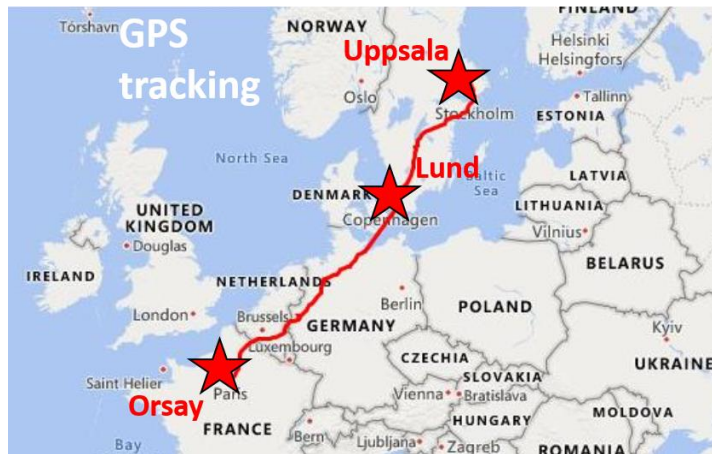 Tórshavn
GPS
tracking
NORWAY
FINLAND
Uppsala
Helsinki
Helsingfors
Oslo
Stockholm
Tallinn
ESTONIA
North Sea
Lund
Baltic
Sea
LATVIA
DENMARK
LITHUANIA
Copenhagen
Vilnius
UNITED
KINGDOM
Douglas
BELARUS
IRELAND
NETHERLANDS
Berlin
POLAND
London
Brussels
GERMANY
Kyiv
Luxembourg
CZECHIA
UKRAINE
Saint Helier
SLOVAKIA
Orsay
Paris
Vienna
Bratislava
HUNGARY
MOLDOVA
FRANCE
Bern
Ljubljana
Zagreb
ROMANIA
Bay